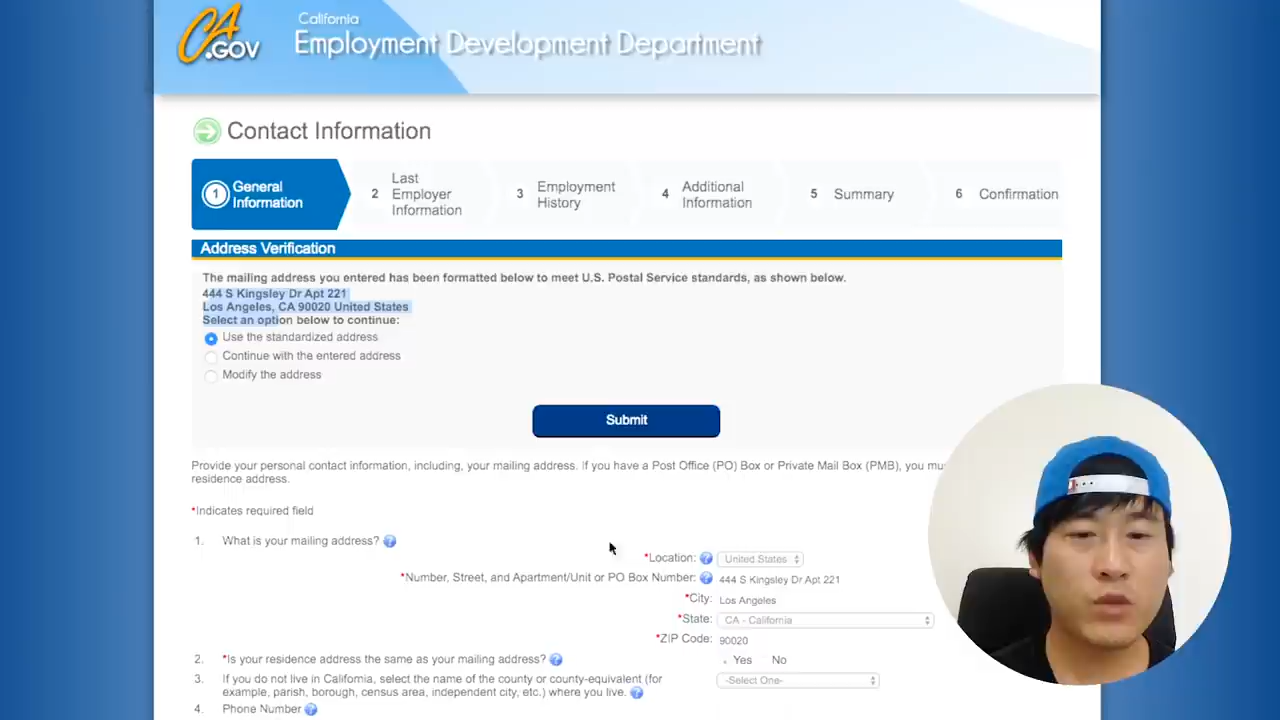 CA
.GOV
California
Employment Development Department
Contact Information
1 General Information
2 Last Employer Information
3 Employment History
4 Additional Information
5 Summary
6 Confirmation
Address Verification
The mailing address you entered has been formatted below to meet U.S. Postal Service standards, as shown below.
444 S Kingsley Dr Apt 221
Los Angeles, CA 90020 United States
Select an option below to continue:
Use the standardized address
Continue with the entered address
Modify the address
Submit
Provide your personal contact information, including, your mailing address. If you have a Post Office (PO) Box or Private Mail Box (PMB), you
residence address.
*Indicates required field
1. What is your mailing address? ?
*Location: ? United States
*Number, Street, and Apartment/Unit or PO Box Number: ? 444 S Kingsley Dr Apt 221
*City: Los Angeles
*State: CA - California
*ZIP Code: 90020
2. *Is your residence address the same as your mailing address? ? Yes No
3. If you do not live in California, select the name of the county or county-equivalent (for -Select One-
example, parish, borough, census area, independent city, etc.) where you live. ?
4. Phone Number ?